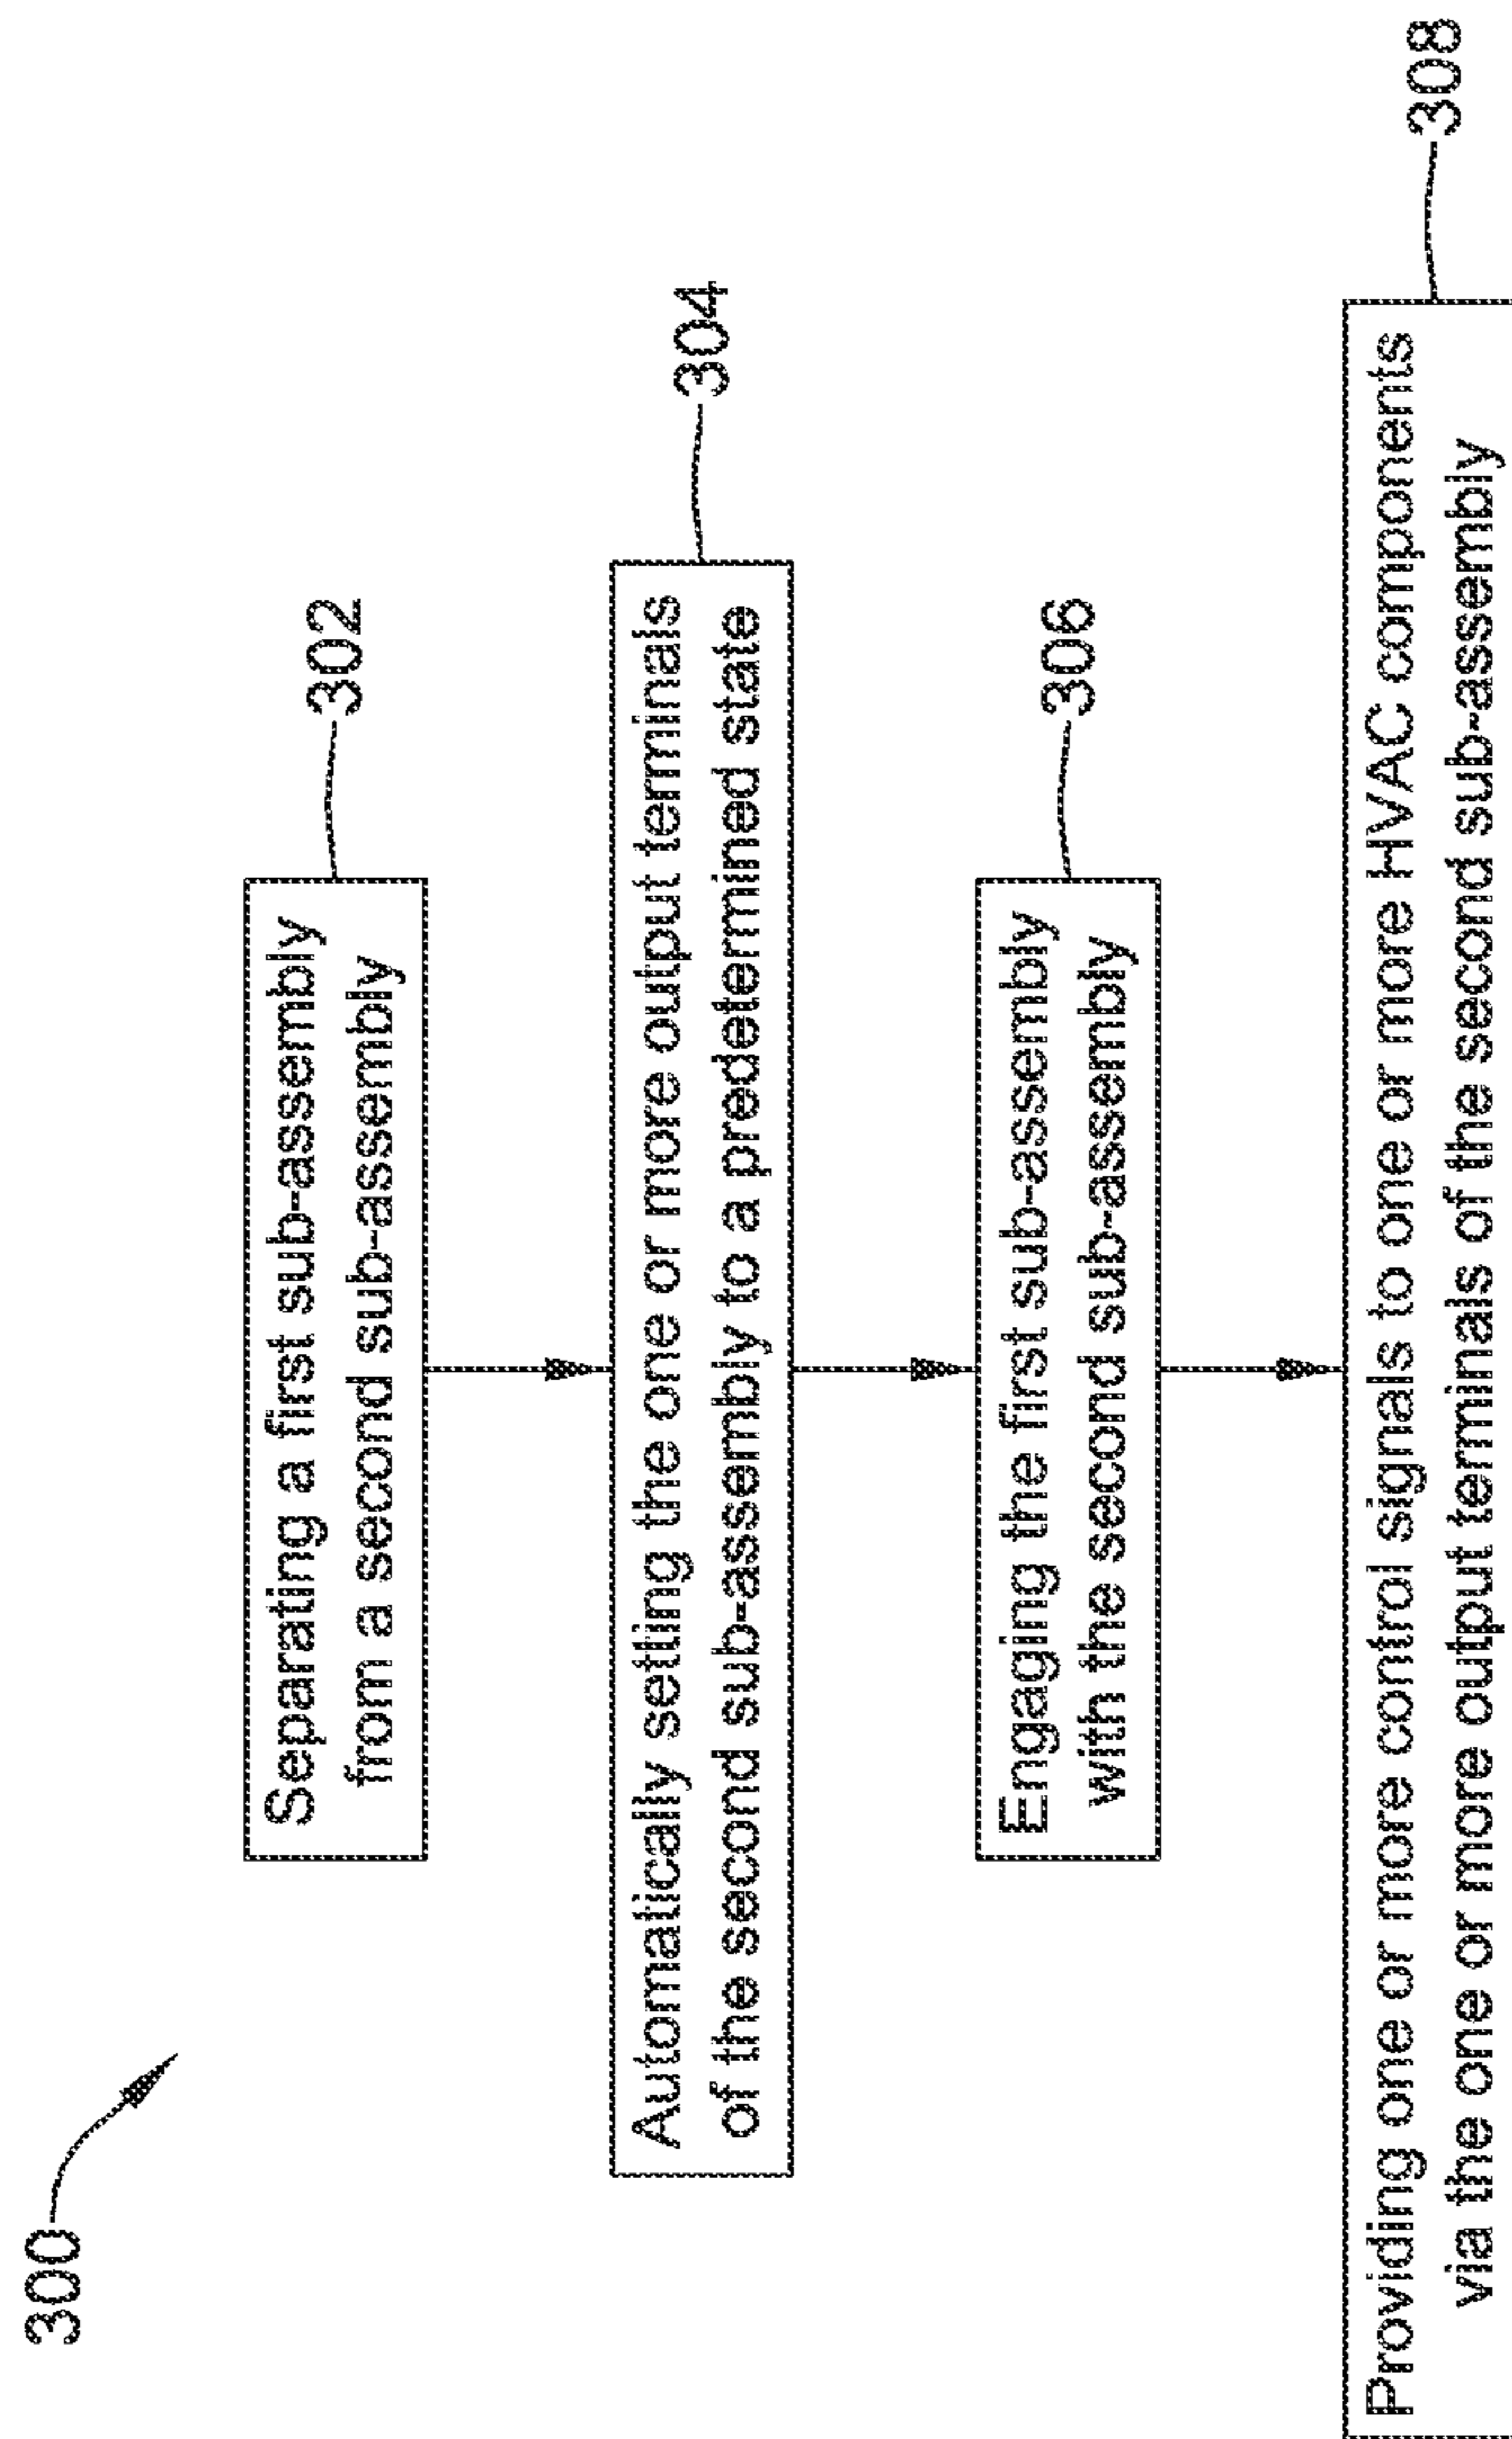 300
Separating a first sub-assembly
from a second sub-assembly
302
Automatically setting the one or more output terminals
of the second sub-assembly to a predetermined state
304
Engaging the first sub-assembly
with the second sub-assembly
306
Providing one or more control signals to one or more HVAC components
via the one or more output terminals of the second sub-assembly
308